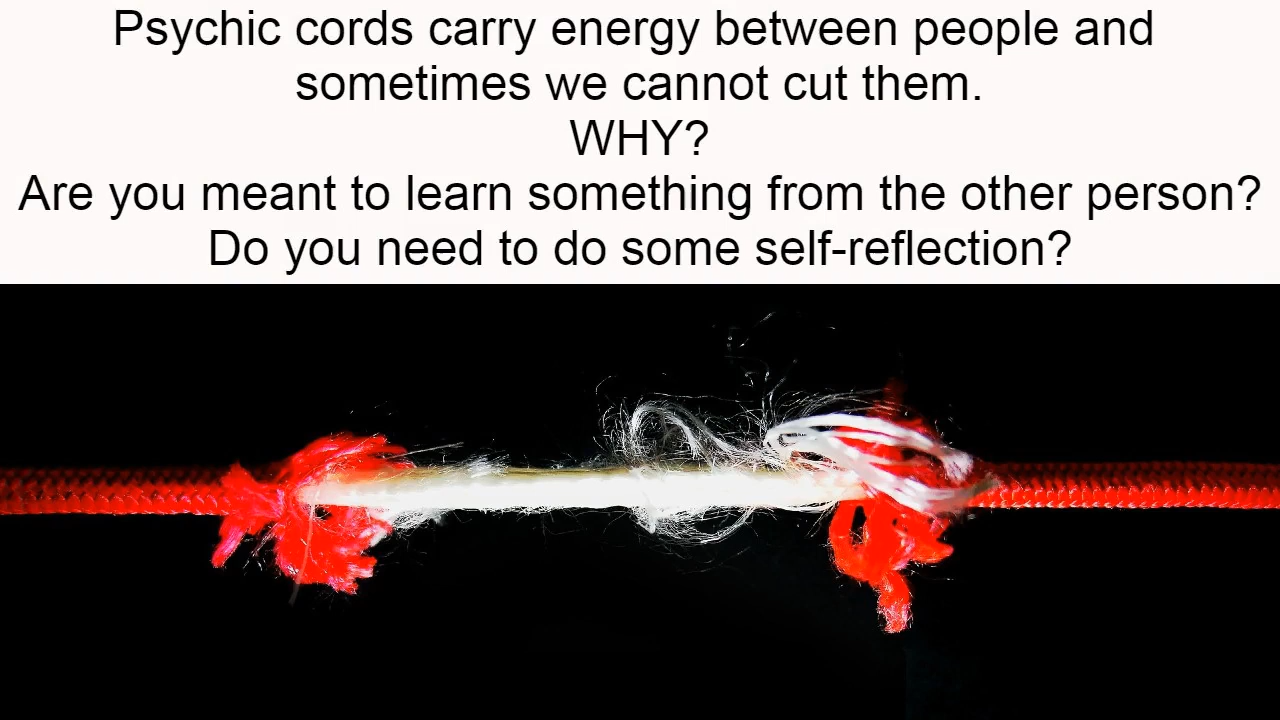 Psychic cords carry energy between people and
sometimes we cannot cut them.
WHY?
Are you meant to learn something from the other person?
Do you need to do some self-reflection?